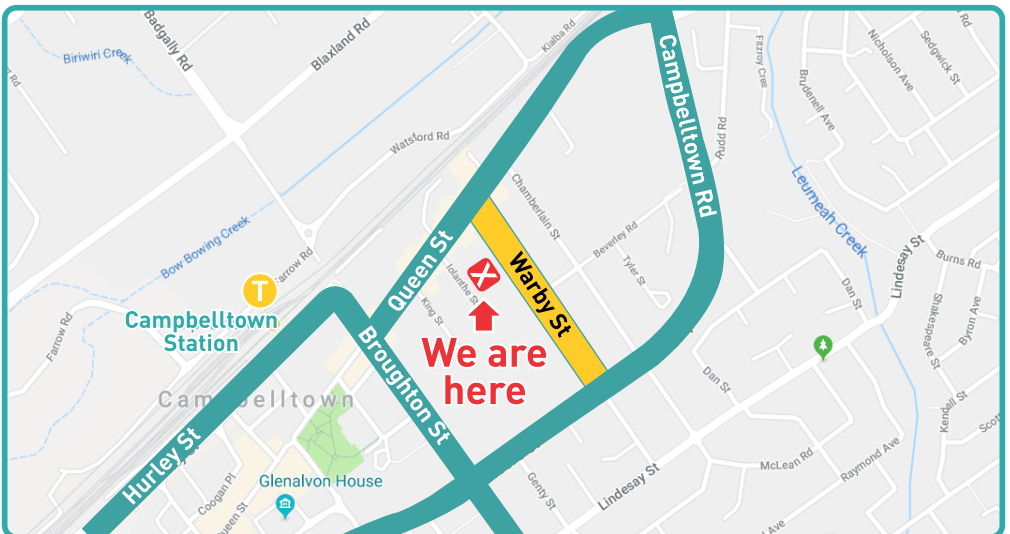 Badgally Rd
Blaxland Rd
Kialba Rd
Biriwiri Creek
Campbelltown Rd
Fitzroy Cres
Nicholson Ave
Sedgwick St
Rd
Brudenell Ave
Rudd Rd
Watsford Rd
Chamberlain St
Leumeah Creek
Bow Bowing Creek
Farrow Rd
Queen St
Iolanthe St
King St
Warby St
Beverley Rd
Tyler St
Lindesay St
Burns Rd
Dan St
Shakespeare St
Byron Ave
T
Campbelltown
Station
Farrow Rd
We are
here
Broughton St
Campbelltown
Hurley St
Dan St
Kendall St
Glenalvon House
Coogan Pl
Queen St
Genty St
Lindesay St
McLean Rd
Raymond Ave